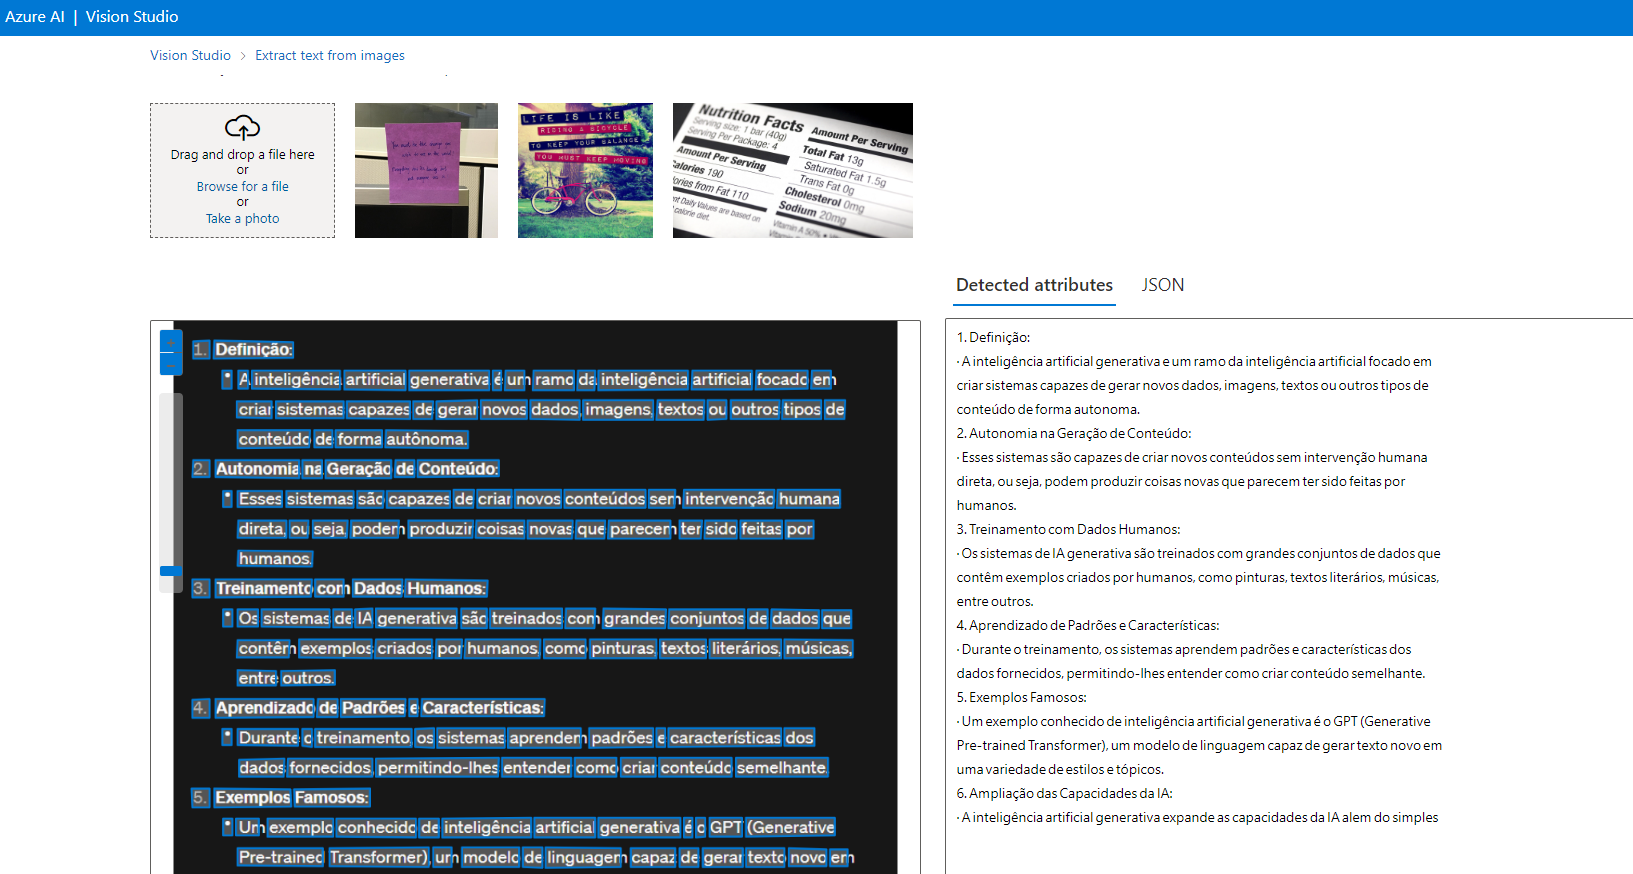 Azure AI | Vision Studio
Vision Studio > Extract text from images
Drag and drop a file here
or
Browse for a file
or
Take a photo
LIFE IS LIKE
RIDING A BICYCLE
TO KEEP YOUR BALANCE
YOU MUST KEEP MOVING
Nutrition Facts
Serving size: 1 bar (40g)
Serving Per Package: 4
Amount Per Serving
alories 190
ories from Fat 110
nt Daily Values are based on
calorie diet.
Amount Per Serving
Total Fat 13g
Saturated Fat 1.5g
Trans Fat 0g
Cholesterol 0mg
Sodium 20mg
Vitamin A 50%
Detected attributes JSON
1. Definição:
• A inteligência artificial generativa é um ramo da inteligência artificial focado em
criar sistemas capazes de gerar novos dados, imagens, textos ou outros tipos de
conteúdo de forma autônoma.
2. Autonomia na Geração de Conteúdo:
• Esses sistemas são capazes de criar novos conteúdos sem intervenção humana
direta, ou seja, podem produzir coisas novas que parecem ter sido feitas por
humanos.
3. Treinamento com Dados Humanos:
• Os sistemas de IA generativa são treinados com grandes conjuntos de dados que
contêm exemplos criados por humanos, como pinturas, textos literários, músicas,
entre outros.
4. Aprendizado de Padrões e Características:
• Durante o treinamento, os sistemas aprendem padrões e características dos
dados fornecidos, permitindo-lhes entender como criar conteúdo semelhante.
5. Exemplos Famosos:
• Um exemplo conhecido de inteligência artificial generativa é o GPT (Generative
Pre-trained Transformer), um modelo de linguagem capaz de gerar texto novo em
1. Definição:
· A inteligência artificial generativa e um ramo da inteligência artificial focado em
criar sistemas capazes de gerar novos dados, imagens, textos ou outros tipos de
conteúdo de forma autonoma.
2. Autonomia na Geração de Conteúdo:
· Esses sistemas são capazes de criar novos conteúdos sem intervenção humana
direta, ou seja, podem produzir coisas novas que parecem ter sido feitas por
humanos.
3. Treinamento com Dados Humanos:
· Os sistemas de IA generativa são treinados com grandes conjuntos de dados que
contêm exemplos criados por humanos, como pinturas, textos literários, músicas,
entre outros.
4. Aprendizado de Padrões e Características:
· Durante o treinamento, os sistemas aprendem padrões e características dos
dados fornecidos, permitindo-lhes entender como criar conteúdo semelhante.
5. Exemplos Famosos:
· Um exemplo conhecido de inteligência artificial generativa é o GPT (Generative
Pre-trained Transformer), um modelo de linguagem capaz de gerar texto novo em
uma variedade de estilos e tópicos.
6. Ampliação das Capacidades da IA:
· A inteligência artificial generativa expande as capacidades da IA alem do simples